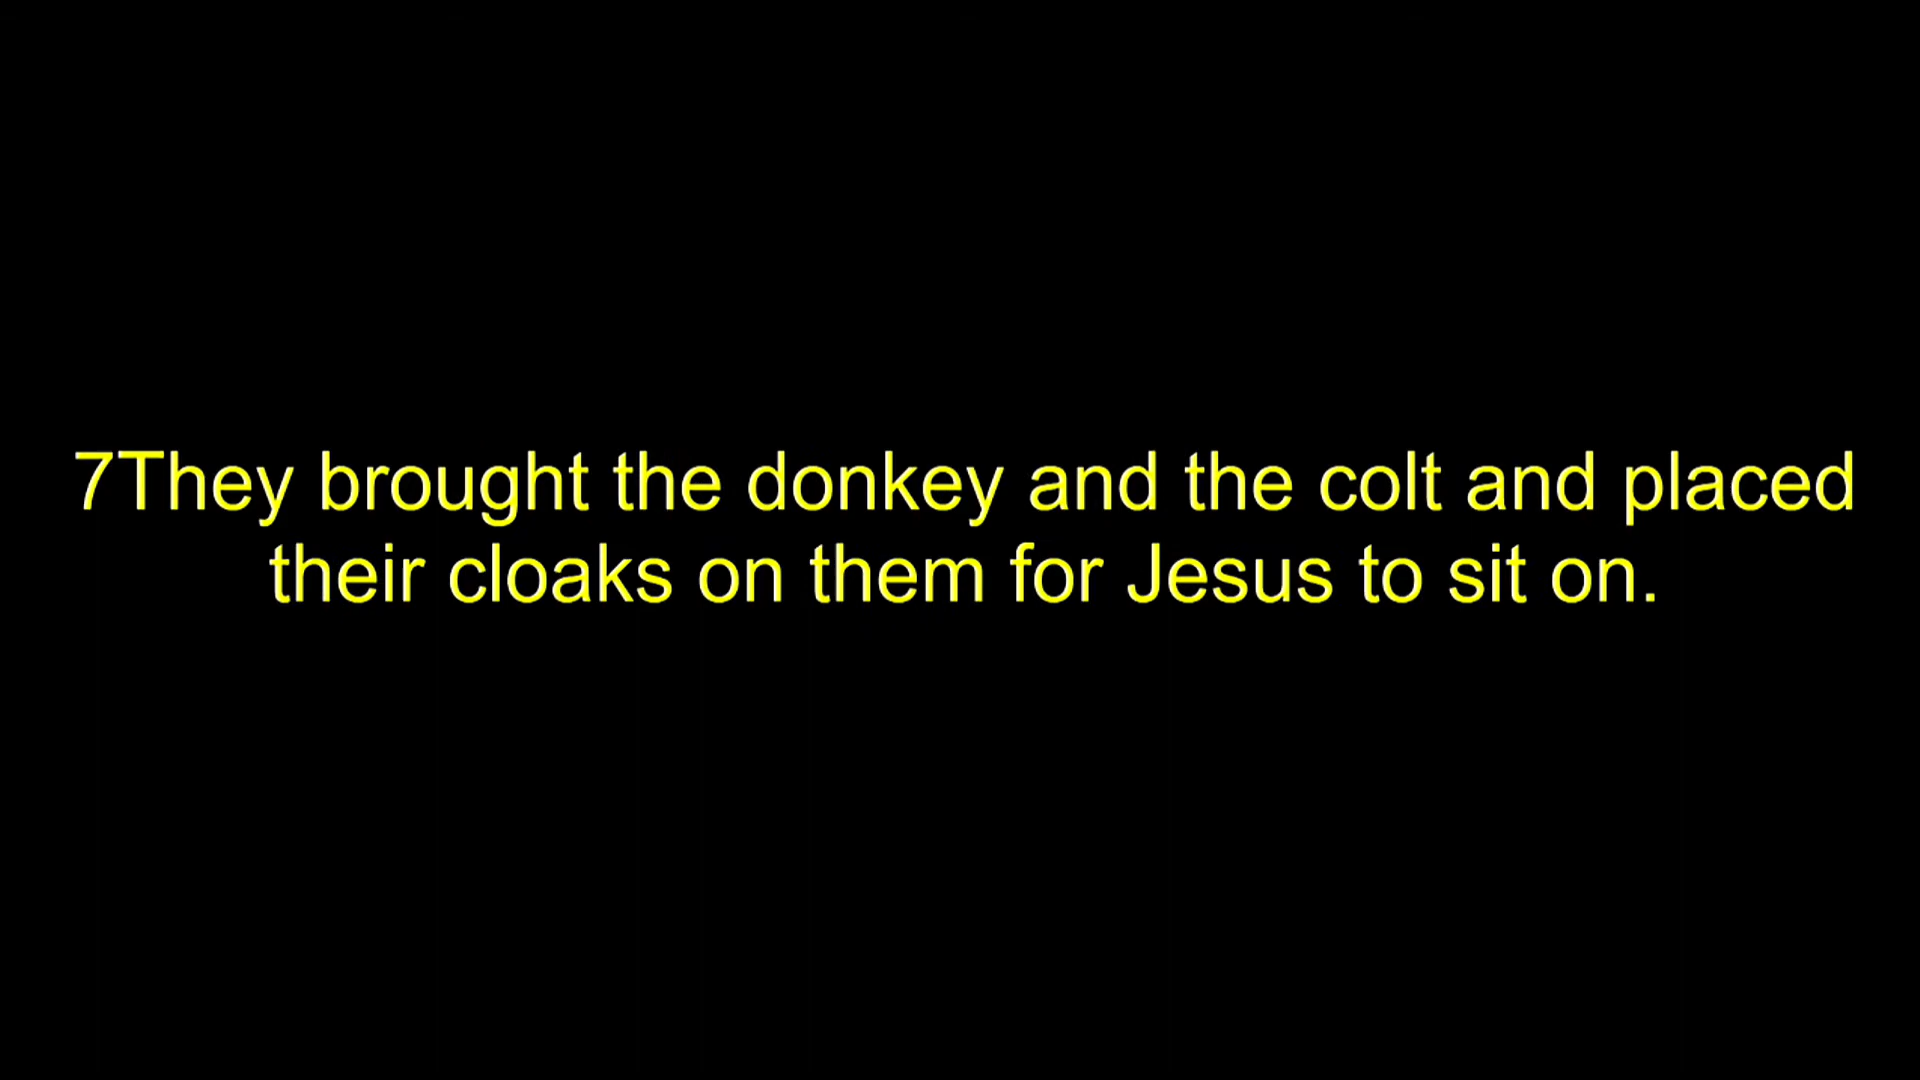 7They brought the donkey and the colt and placed
their cloaks on them for Jesus to sit on.